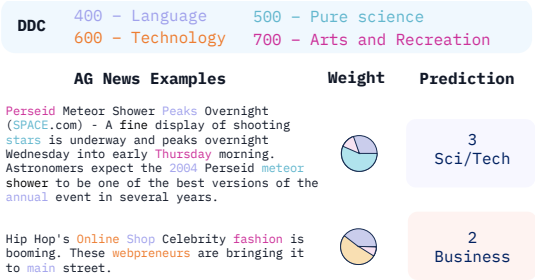 DDC
400 – Language
500 – Pure science
600 – Technology
700 – Arts and Recreation
AG News Examples
Weight
Prediction
Perseid Meteor Shower Peaks Overnight
(SPACE.com) - A fine display of shooting
stars is underway and peaks overnight
Wednesday into early Thursday morning.
Astronomers expect the 2004 Perseid meteor
shower to be one of the best versions of the
annual event in several years.
3
Sci/Tech
Hip Hop's Online Shop Celebrity fashion is
booming. These webpreneurs are bringing it
to main street.
2
Business